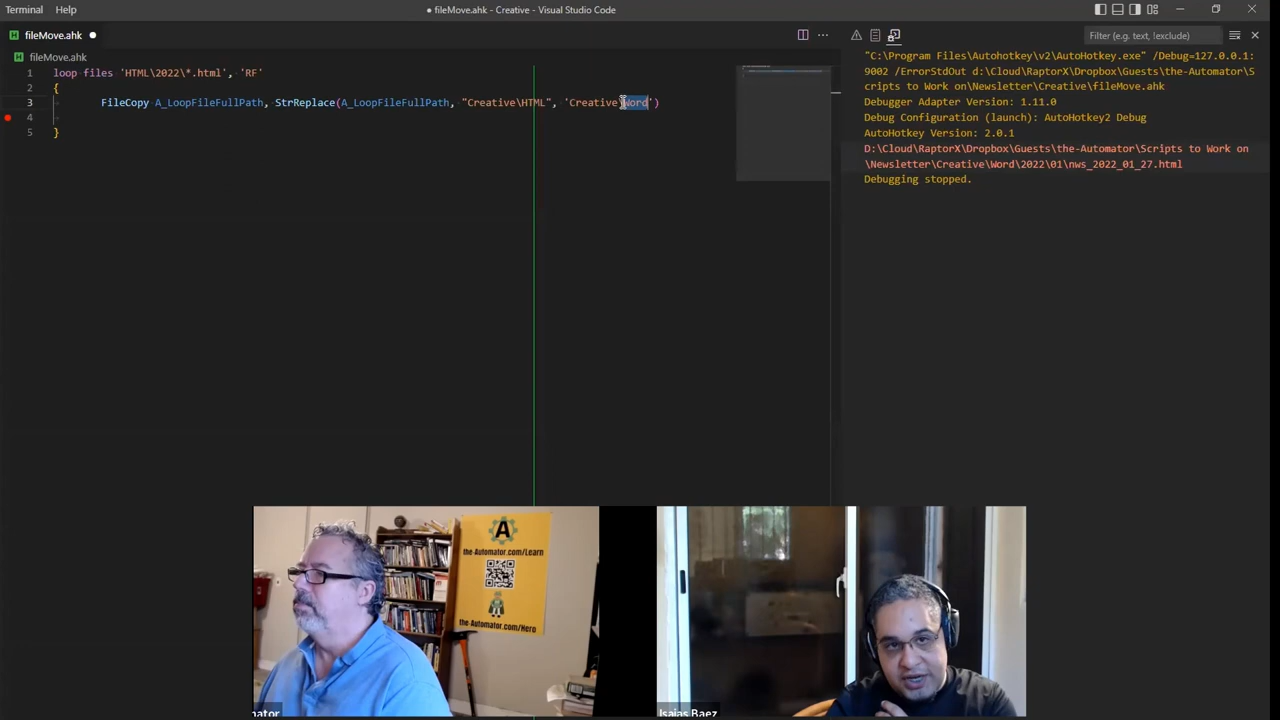 Terminal Help
● fileMove.ahk - Creative - Visual Studio Code
fileMove.ahk
Filter (e.g. text, !exclude)
fileMove.ahk
1 loop files 'HTML\2022\*.html', 'RF'
2 {
3 FileCopy A_LoopFileFullPath, StrReplace(A_LoopFileFullPath, "Creative\HTML", 'Creative\Word')
4
5 }
"C:\Program Files\Autohotkey\v2\AutoHotkey.exe" /Debug=127.0.0.1:
9002 /ErrorStdOut d:\Cloud\RaptorX\Dropbox\Guests\the-Automator\S
cripts to Work on\Newsletter\Creative\fileMove.ahk
Debugger Adapter Version: 1.11.0
Debug Configuration (launch): AutoHotkey2 Debug
AutoHotkey Version: 2.0.1
D:\Cloud\RaptorX\Dropbox\Guests\the-Automator\Scripts to Work on
\Newsletter\Creative\Word\2022\01\nws_2022_01_27.html
Debugging stopped.
A
the-Automator.com/Learn
the-Automator.com/Hero
nator
Isaias Baez